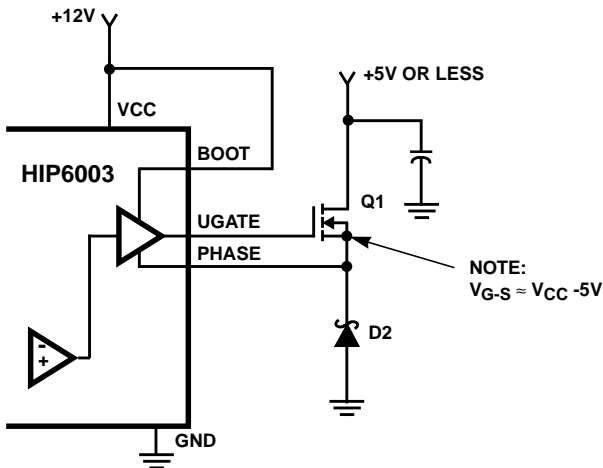 +12V
+5V OR LESS
VCC
BOOT
HIP6003
Q1
UGATE
PHASE
NOTE:
VG-S ≈ VCC -5V
D2
-
+
GND